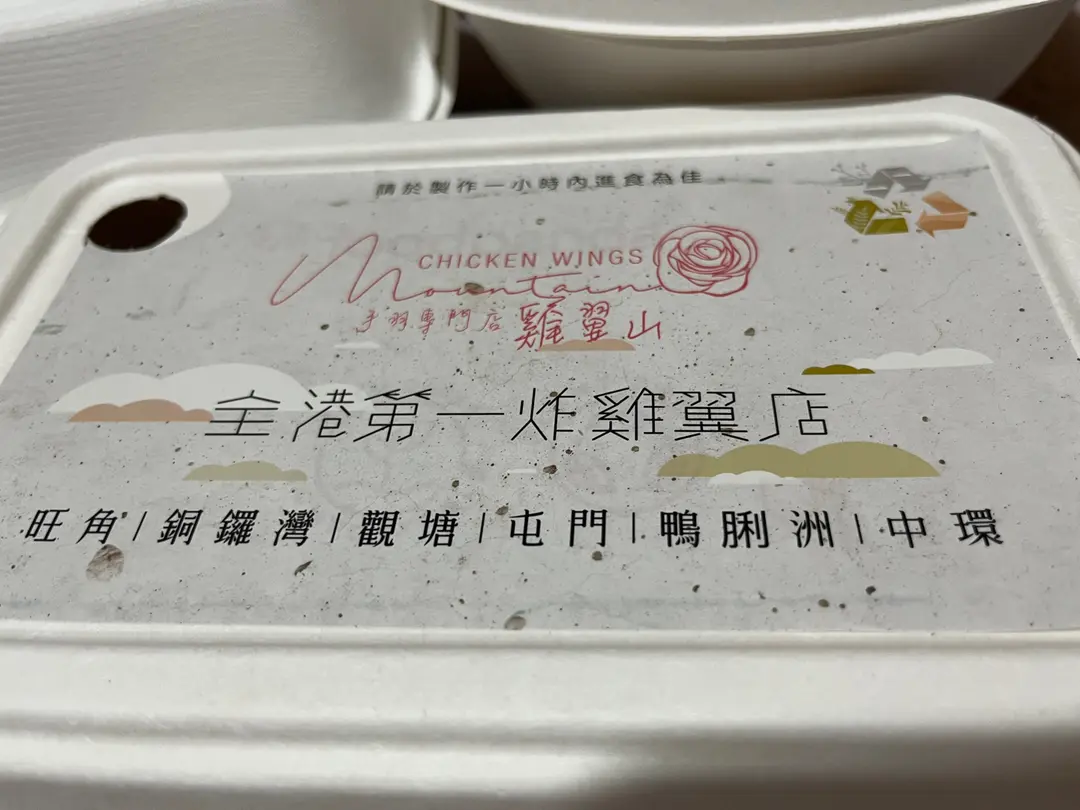 請於製作一小時內進食為佳
CHICKEN WINGS
Mountain
手羽專門店 雞翼山
全港第一炸雞翼店
旺角|銅鑼灣|觀塘|屯門|鴨脷洲|中環